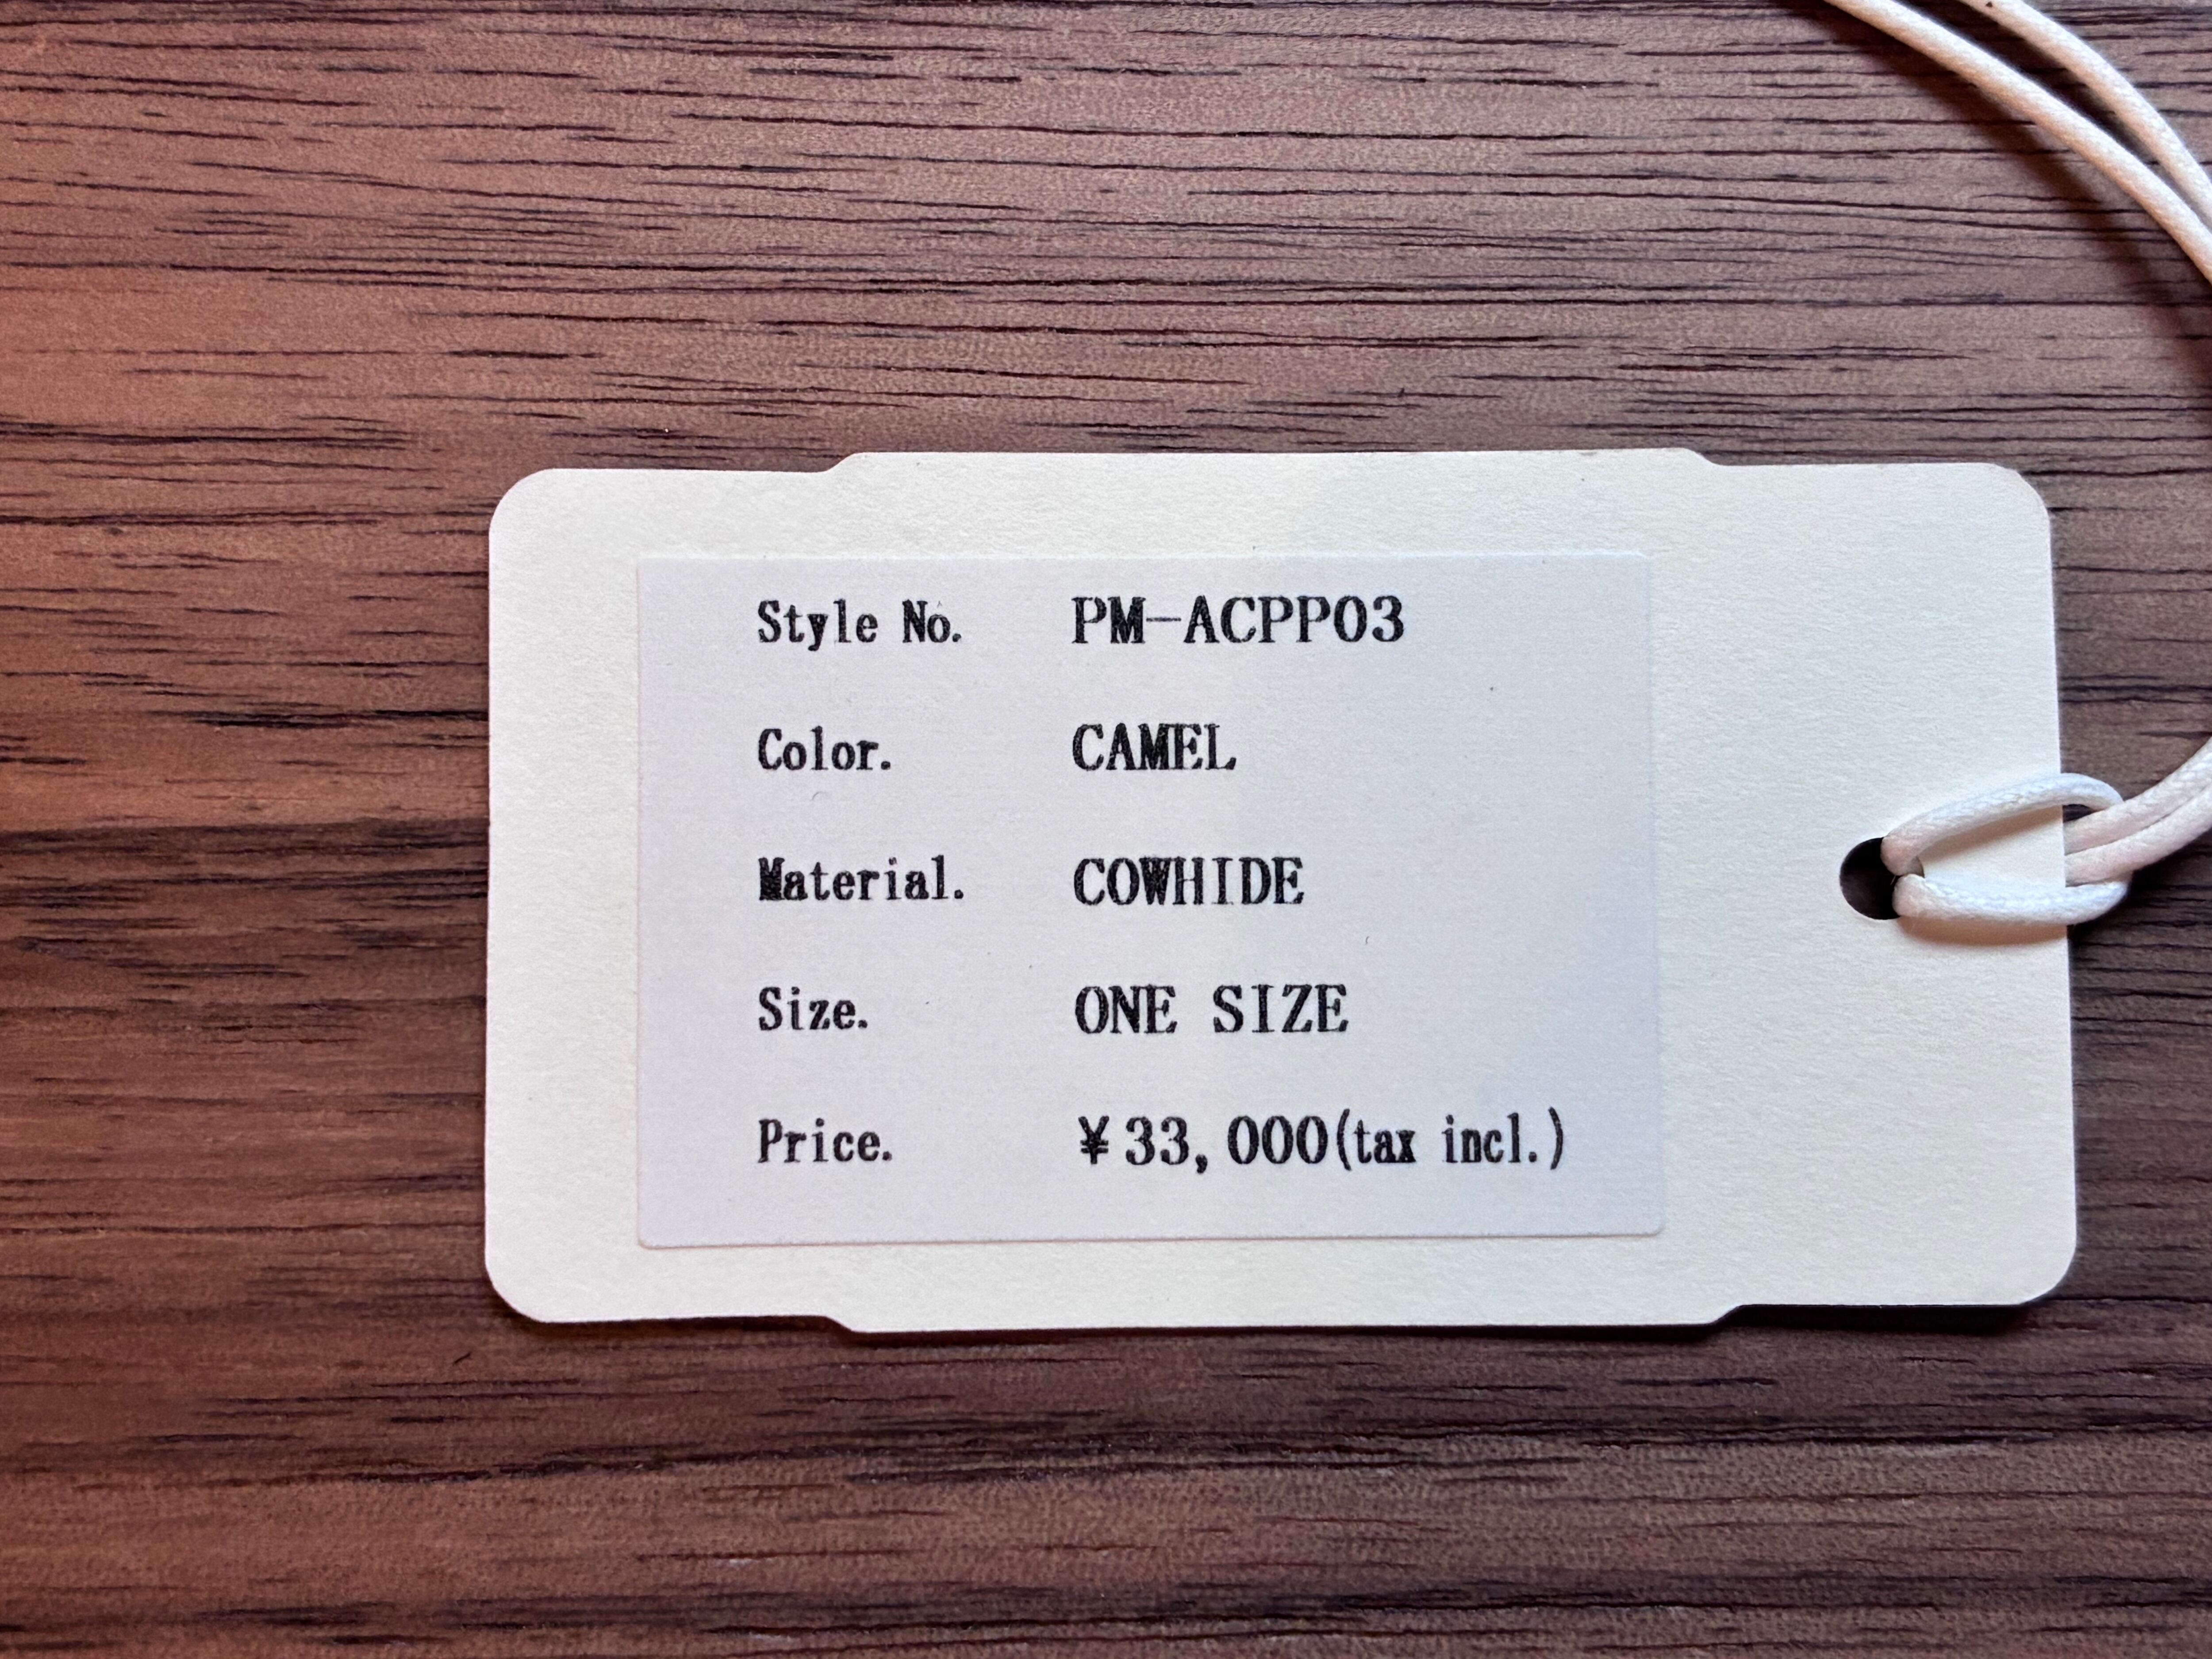 Style No. PM-ACPP03
Color. CAMEL
Material. COWHIDE
Size. ONE SIZE
Price. ¥33,000(tax incl.)